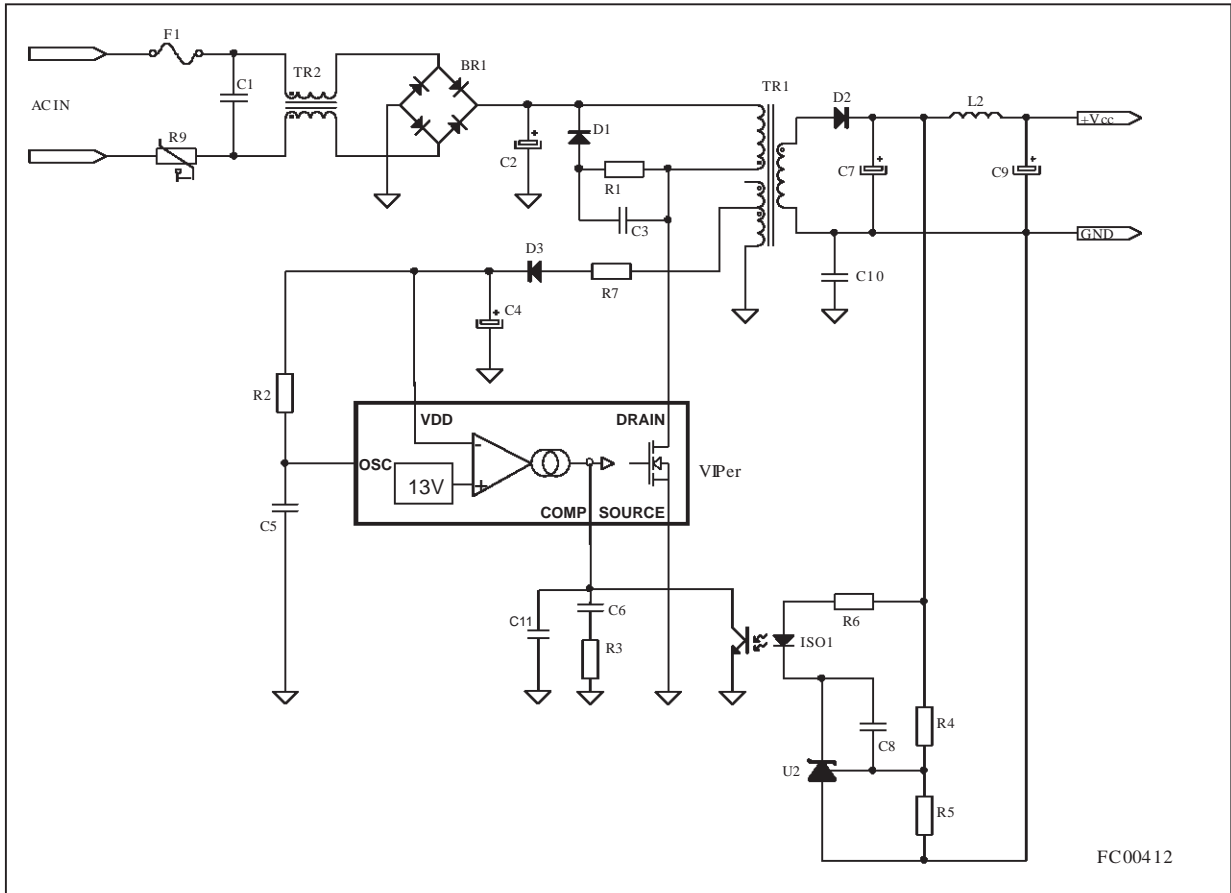 F1
BR1
TR2
C1
TR1
AC IN
D1
D2
L2
+Vcc
R9
C2
R1
C7
C9
C3
GND
D3
R7
C10
C4
R2
VDD
DRAIN
OSC
-
13V
+
VIPer
COMP
SOURCE
C5
C11
C6
R6
R3
ISO1
R4
C8
U2
R5
FC00412